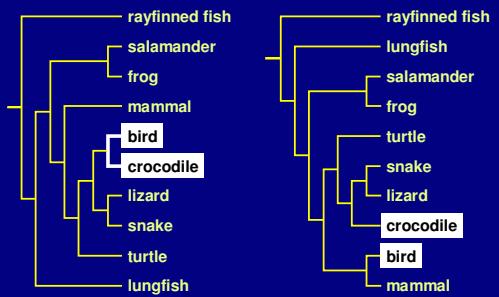 rayfinned fish
salamander
frog
mammal
bird
crocodile
lizard
snake
turtle
lungfish
rayfinned fish
lungfish
salamander
frog
turtle
snake
lizard
crocodile
bird
mammal